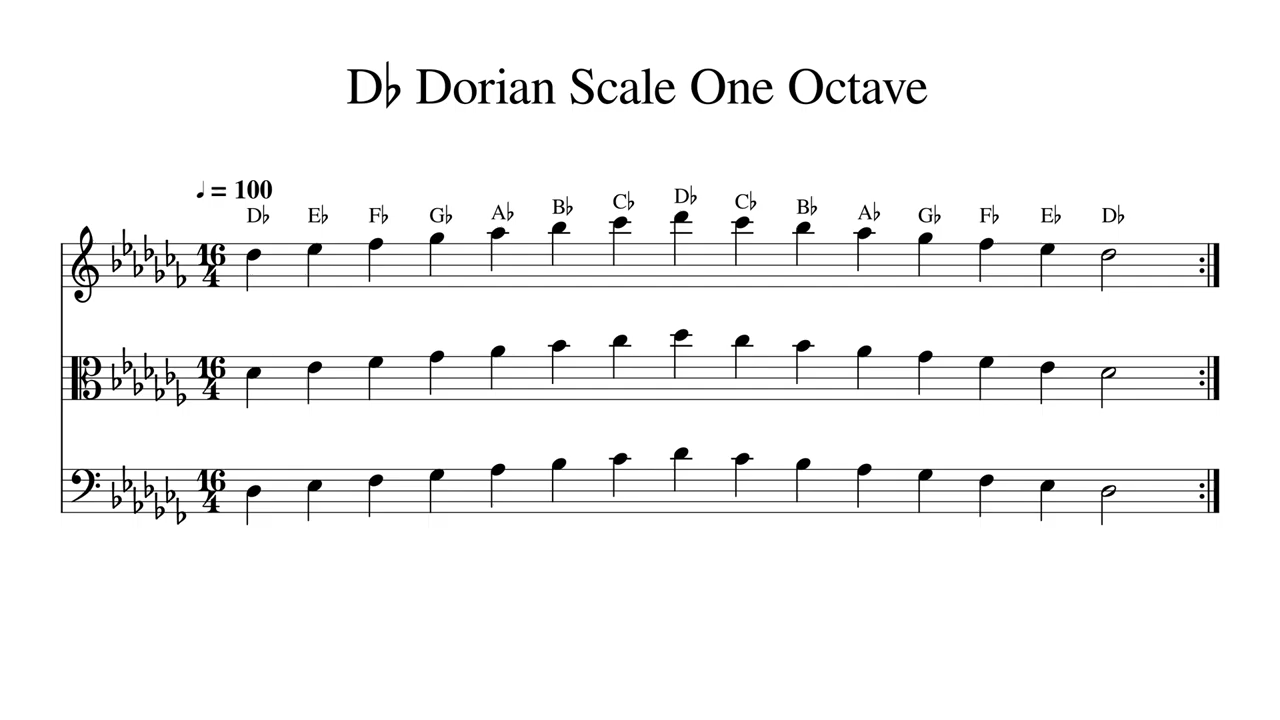 D♭ Dorian Scale One Octave
♩ = 100
D♭ E♭ F♭ G♭ A♭ B♭ C♭ D♭ C♭ B♭ A♭ G♭ F♭ E♭ D♭
16
4
16
4
16
4